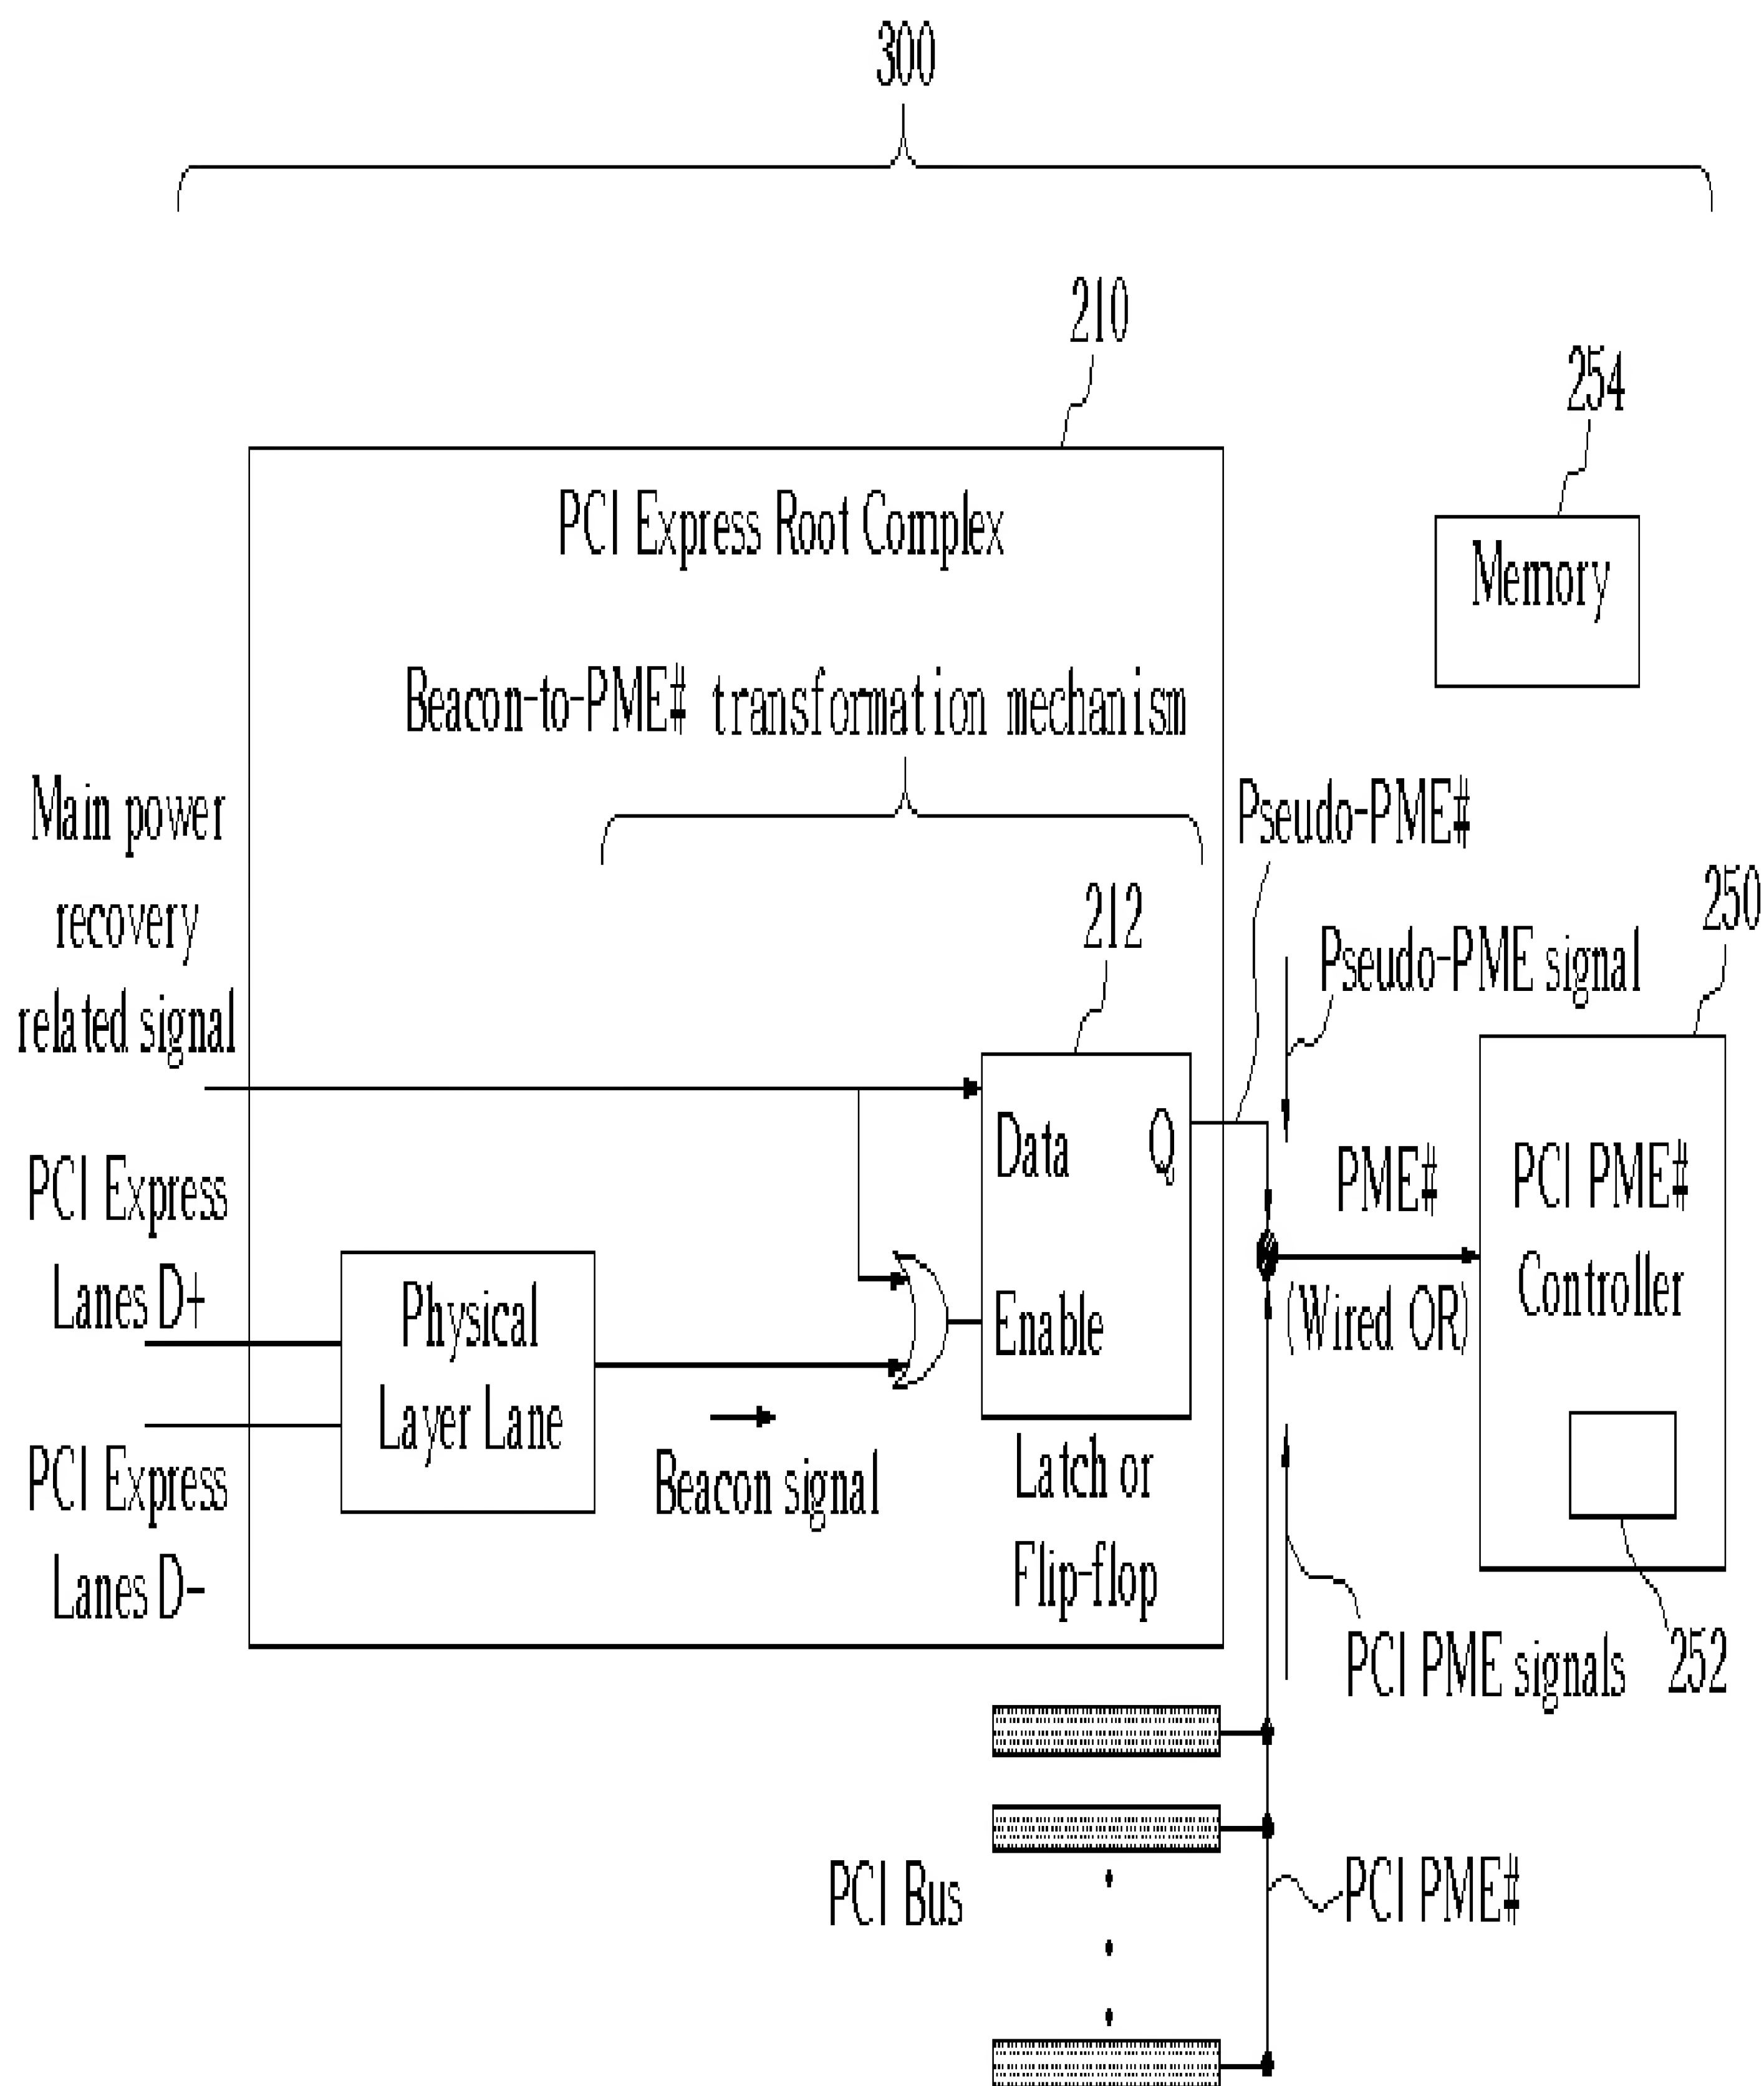 300
210
254
PCI Express Root Complex
Memory
Beacon-to-PME# transformation mechanism
Main power
recovery
related signal
Pseudo-PME#
212
250
Pseudo-PME signal
Data
Q
PCI Express
Lanes D+
PME#
(Wired OR)
PCI PME#
Controller
Physical
Layer Lane
Enable
PCI Express
Lanes D-
Beacon signal
Latch or
Flip-flop
PCI PME signals
252
PCI Bus
PCI PME#